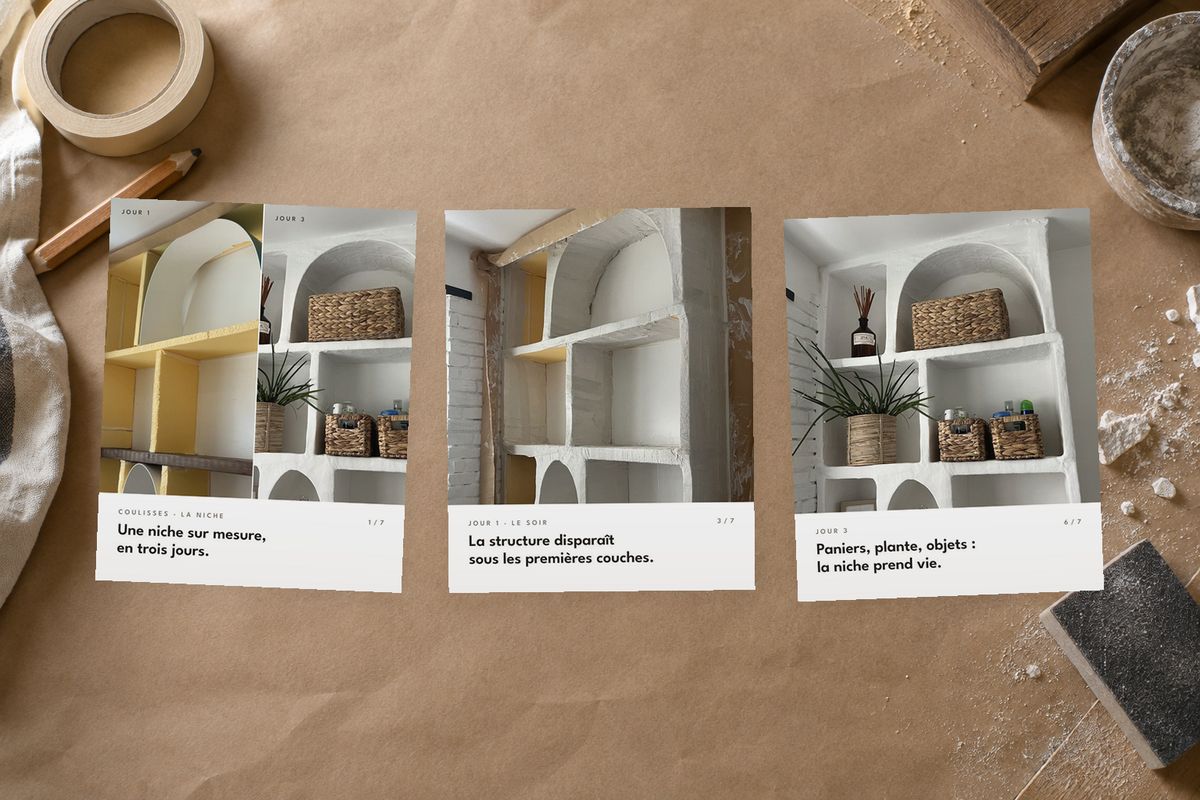 JOUR 1
JOUR 3
COULISSES · LA NICHE
1/7
Une niche sur mesure,
en trois jours.
JOUR 1 · LE SOIR
3/7
La structure disparaît
sous les premières couches.
JOUR 3
6/7
Paniers, plante, objets :
la niche prend vie.